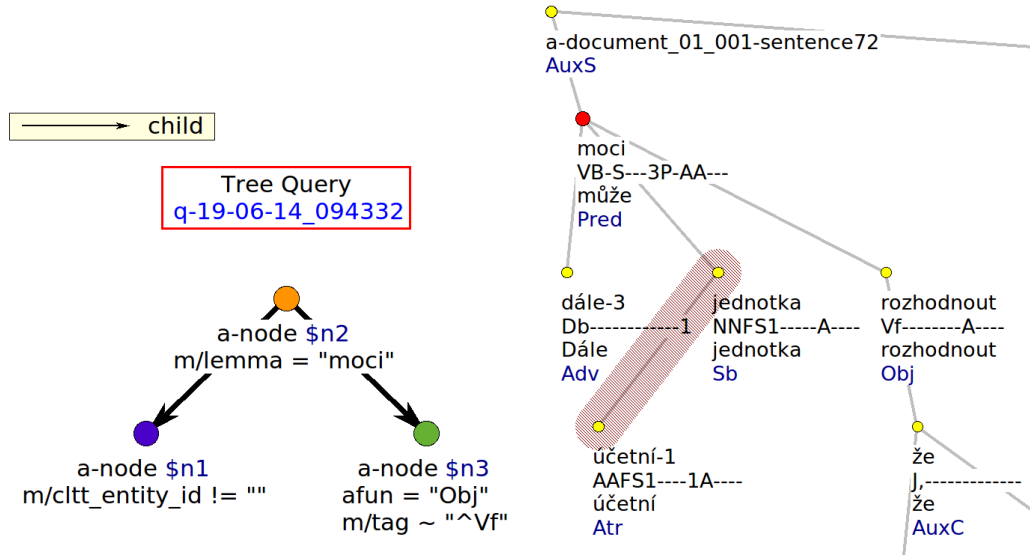 child
Tree Query
q-19-06-14_094332
a-node $n2
m/lemma = "moci"
a-node $n1
m/cltt_entity_id != ""
a-node $n3
afun = "Obj"
m/tag ~ "^Vf"
a-document_01_001-sentence72
AuxS
moci
VB-S---3P-AA---
může
Pred
dále-3
Db------------1
Dále
Adv
jednotka
NNFS1-----A----
jednotka
Sb
rozhodnout
Vf--------A----
rozhodnout
Obj
účetní-1
AAFS1----1A----
účetní
Atr
že
J,-------------
že
AuxC